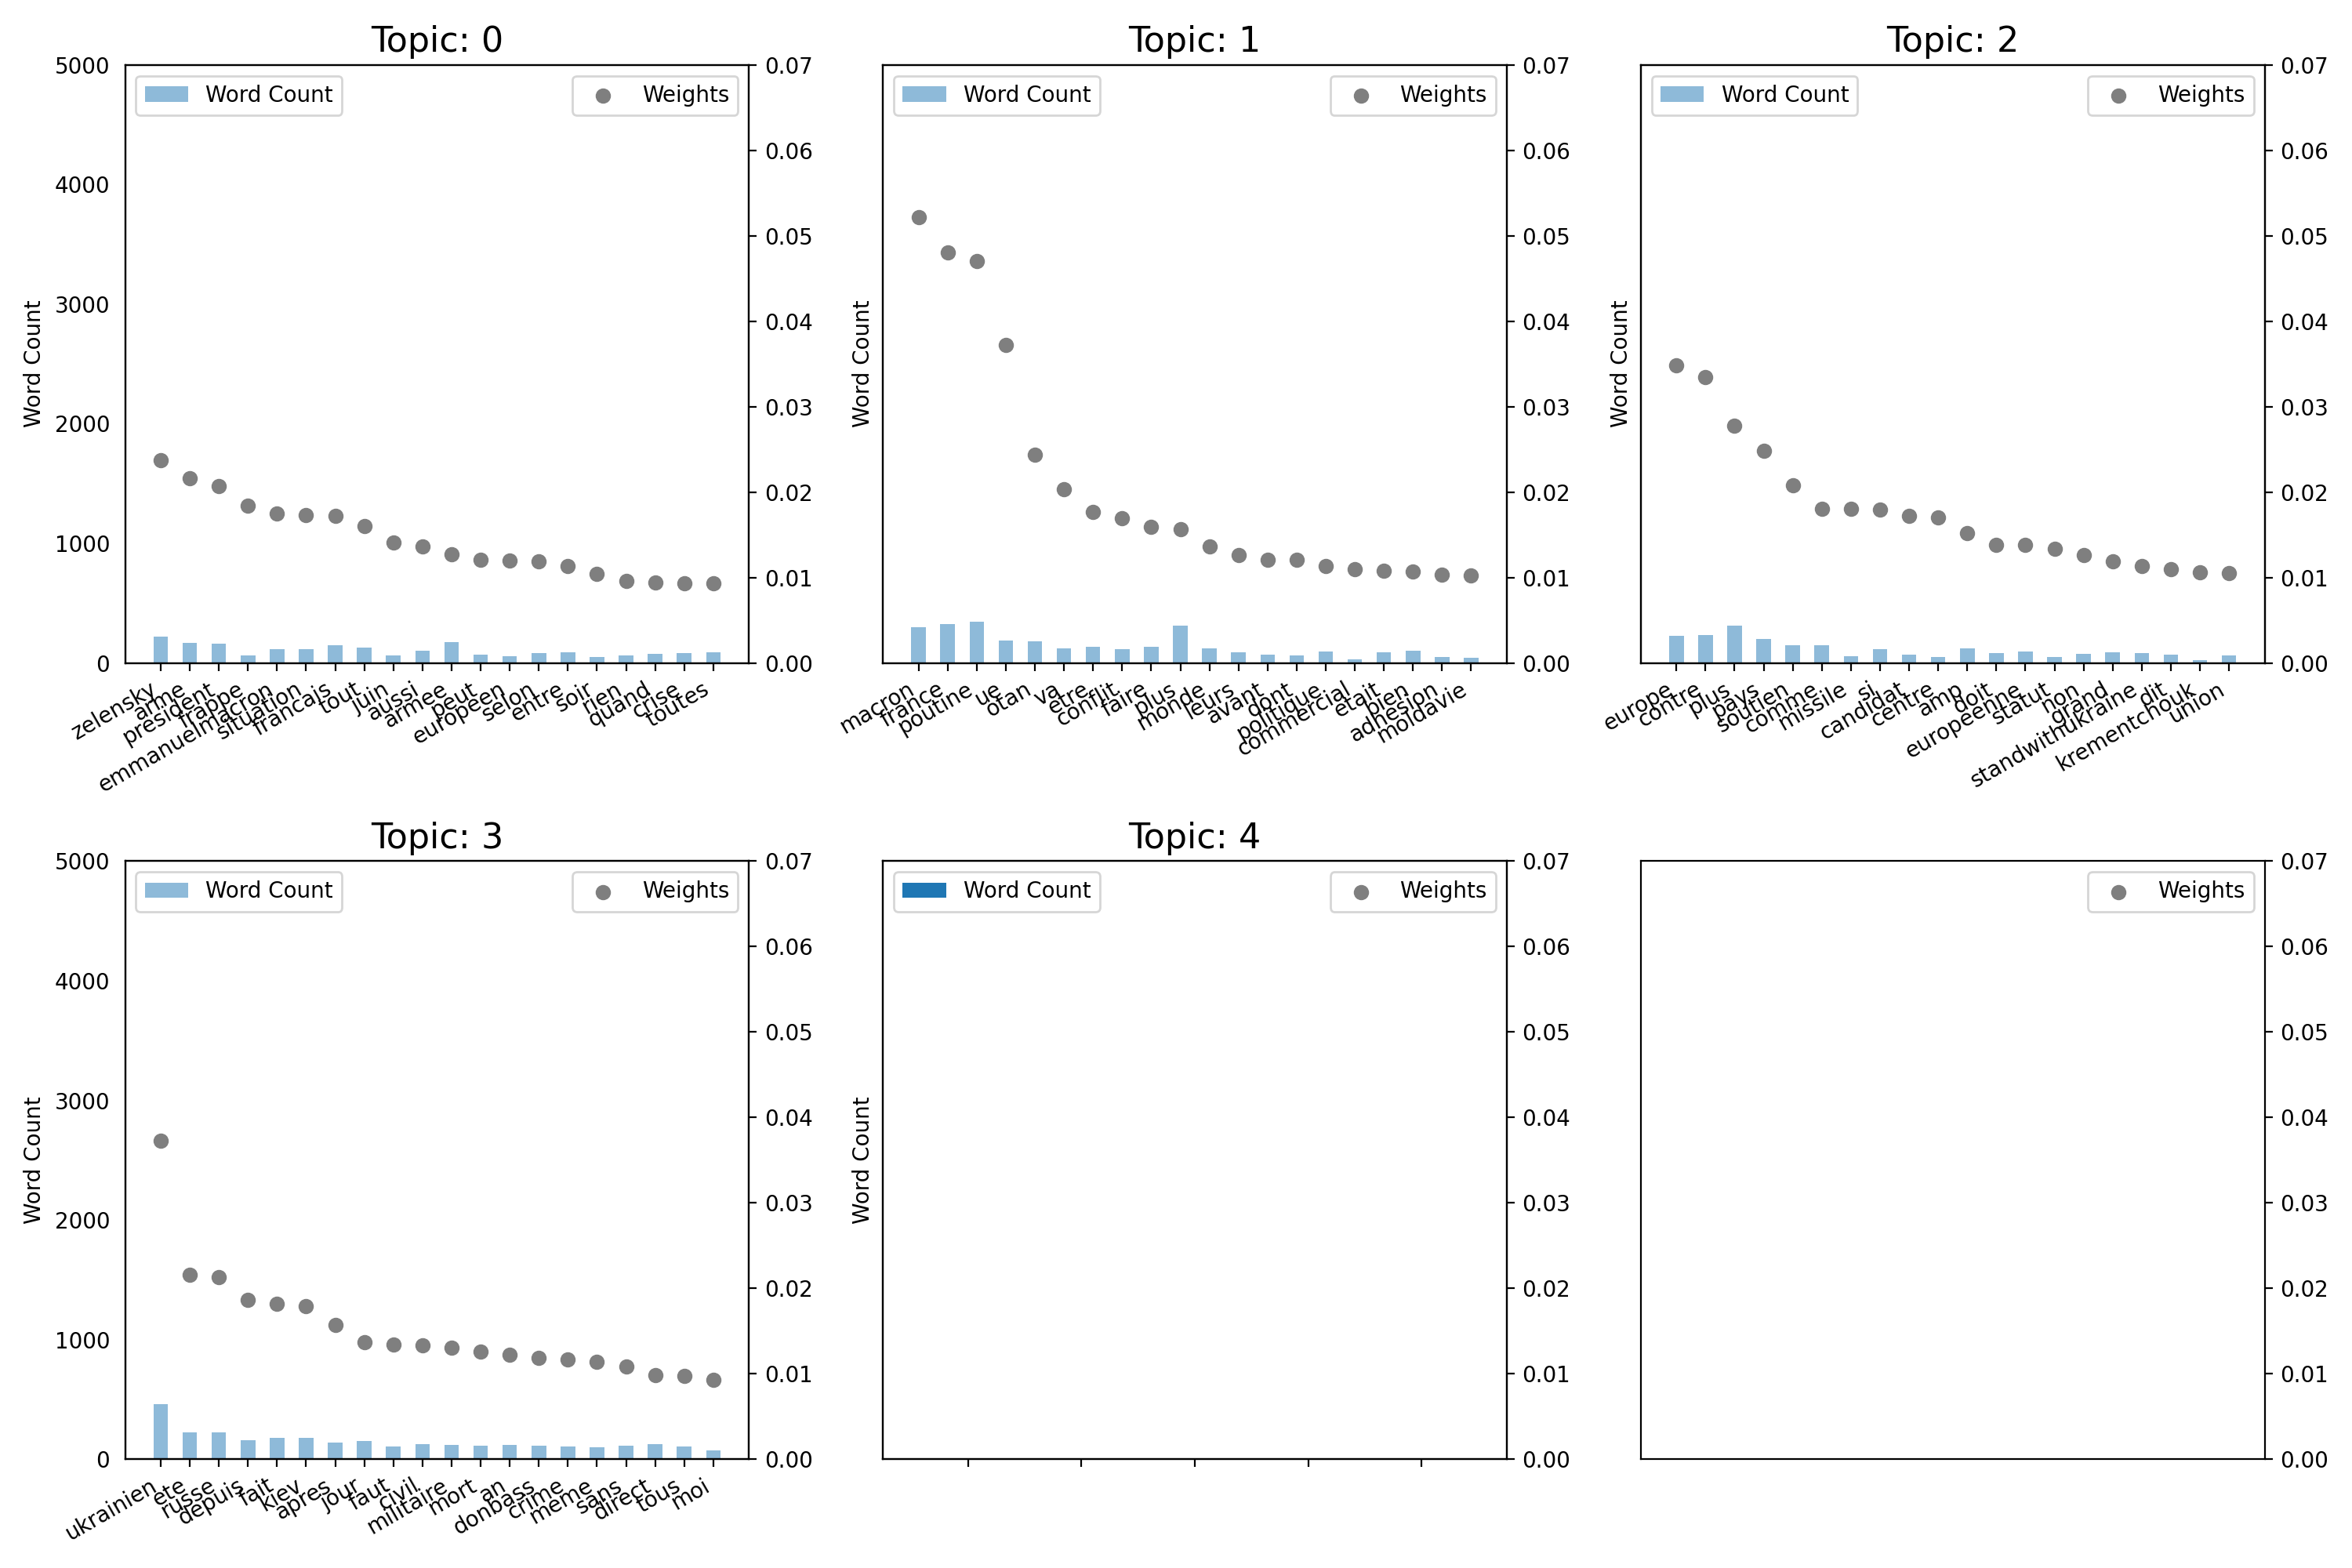 Topic: 0
Word Count
Weights
5000
4000
3000
2000
1000
0
Word Count
0.07
0.06
0.05
0.04
0.03
0.02
0.01
0.00
zelensky
arme
president
frappe
emmanuelmacron
situation
francais
tout
juin
aussi
armee
peut
europeen
selon
entre
soir
rien
quand
crise
toutes
Topic: 1
Word Count
Weights
Word Count
0.07
0.06
0.05
0.04
0.03
0.02
0.01
0.00
macron
france
poutine
ue
otan
va
etre
conflit
faire
plus
monde
leurs
avant
dont
politique
commercial
etait
bien
adhesion
moldavie
Topic: 2
Word Count
Weights
Word Count
0.07
0.06
0.05
0.04
0.03
0.02
0.01
0.00
europe
contre
plus
pays
soutien
comme
missile
si
candidat
centre
amp
doit
europeenne
statut
non
grand
standwithukraine
dit
krementchouk
union
Topic: 3
Word Count
Weights
5000
4000
3000
2000
1000
0
Word Count
0.07
0.06
0.05
0.04
0.03
0.02
0.01
0.00
ukrainien
ete
russe
depuis
fait
kiev
apres
jour
faut
civil
militaire
mort
an
donbass
crime
meme
sans
direct
tous
moi
Topic: 4
Word Count
Weights
Word Count
0.07
0.06
0.05
0.04
0.03
0.02
0.01
0.00
Weights
0.07
0.06
0.05
0.04
0.03
0.02
0.01
0.00